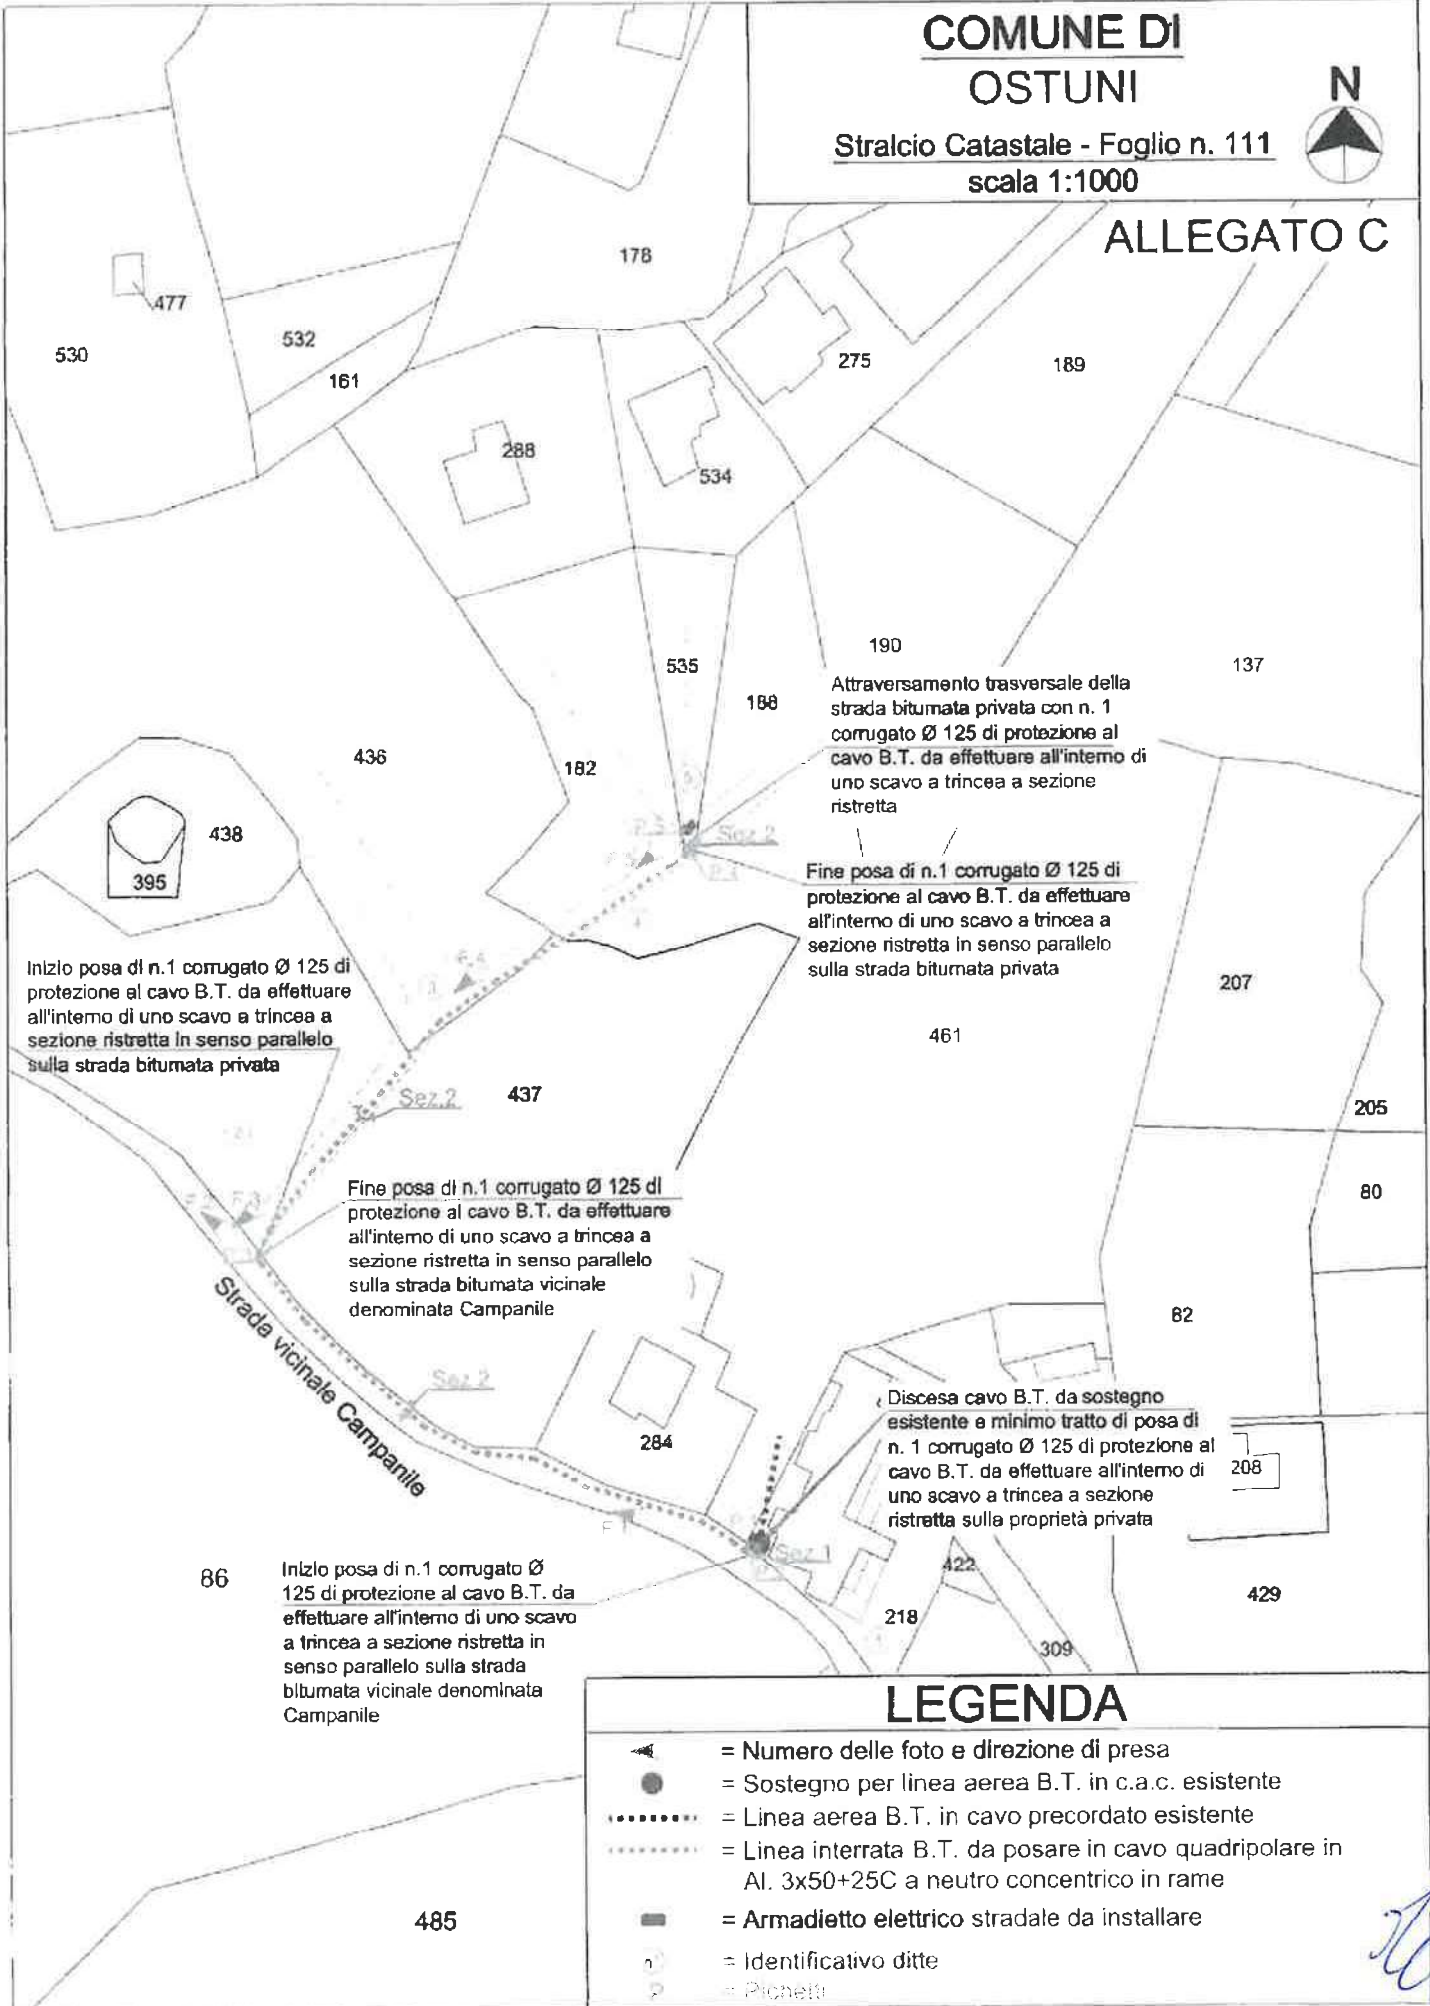 COMUNE DI
OSTUNI
N
Stralcio Catastale - Foglio n. 111
scala 1:1000
ALLEGATO C
178
477
530
532
161
275
189
288
534
190
137
535
188
436
182
438
395
Attraversamento trasversale della
strada bitumata privata con n. 1
corrugato Ø 125 di protezione al
cavo B.T. da effettuare all'interno di
uno scavo a trincea a sezione
ristretta
Sez.2
Fine posa di n.1 corrugato Ø 125 di
protezione al cavo B.T. da effettuare
all'interno di uno scavo a trincea a
sezione ristretta in senso parallelo
sulla strada bitumata privata
Inizio posa di n.1 corrugato Ø 125 di
protezione al cavo B.T. da effettuare
all'interno di uno scavo a trincea a
sezione ristretta in senso parallelo
sulla strada bitumata privata
207
461
437
Sez.2
205
80
Fine posa di n.1 corrugato Ø 125 di
protezione al cavo B.T. da effettuare
all'interno di uno scavo a trincea a
sezione ristretta in senso parallelo
sulla strada bitumata vicinale
denominata Campanile
Strada vicinale Campanile
82
Sez.2
284
Discesa cavo B.T. da sostegno
esistente e minimo tratto di posa di
n. 1 corrugato Ø 125 di protezione al
cavo B.T. da effettuare all'interno di
uno scavo a trincea a sezione
ristretta sulla proprietà privata
208
Sez.1
86
Inizio posa di n.1 corrugato Ø
125 di protezione al cavo B.T. da
effettuare all'interno di uno scavo
a trincea a sezione ristretta in
senso parallelo sulla strada
bitumata vicinale denominata
Campanile
422
429
218
309
485
LEGENDA
= Numero delle foto e direzione di presa
= Sostegno per linea aerea B.T. in c.a.c. esistente
= Linea aerea B.T. in cavo precordato esistente
= Linea interrata B.T. da posare in cavo quadripolare in
Al. 3x50+25C a neutro concentrico in rame
= Armadietto elettrico stradale da installare
n = Identificativo ditte
P = Pichetti